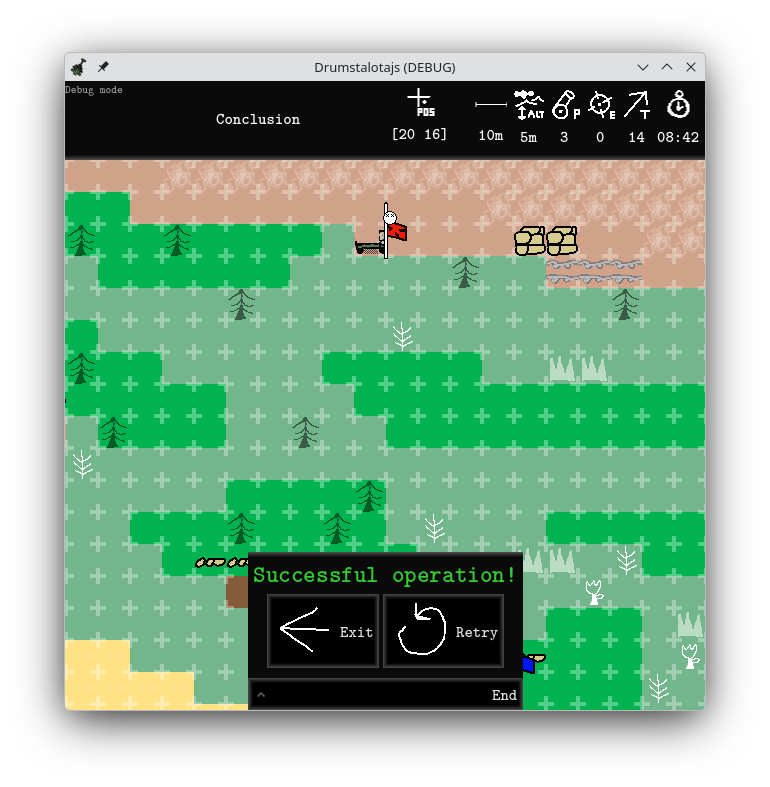 Drumstalotajs (DEBUG)
Debug mode
Conclusion
POS
[20 16]
10m
ALT
5m
P
3
E
0
T
14
08:42
Successful operation!
Exit
Retry
End